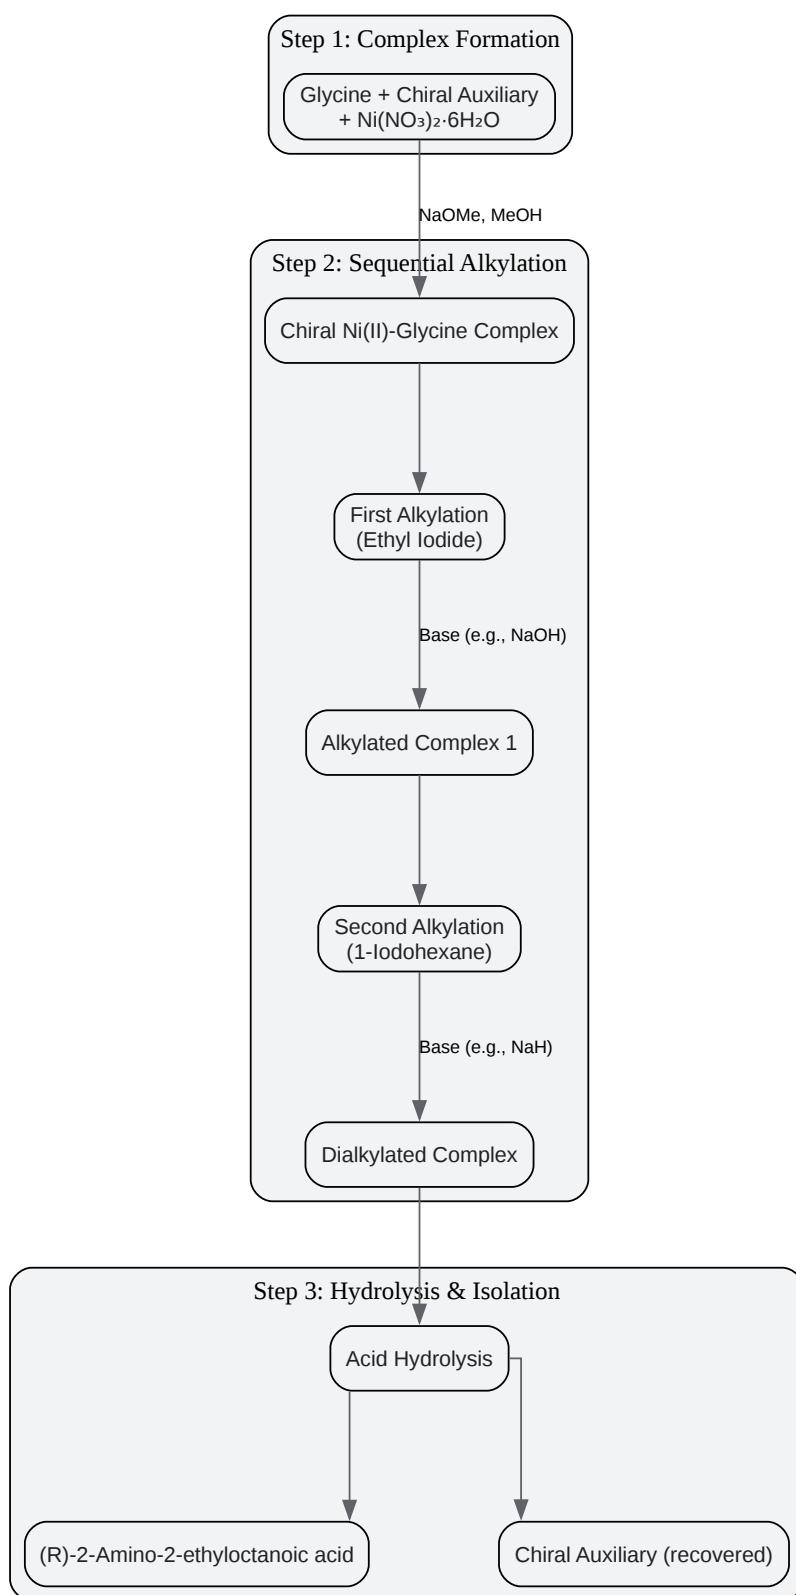 Step 1: Complex Formation
Glycine + Chiral Auxiliary
+ Ni(NO₃)₂·6H₂O
NaOMe, MeOH
Step 2: Sequential Alkylation
Chiral Ni(II)-Glycine Complex
First Alkylation
(Ethyl Iodide)
Base (e.g., NaOH)
Alkylated Complex 1
Second Alkylation
(1-Iodohexane)
Base (e.g., NaH)
Dialkylated Complex
Step 3: Hydrolysis & Isolation
Acid Hydrolysis
(R)-2-Amino-2-ethyloctanoic acid
Chiral Auxiliary (recovered)